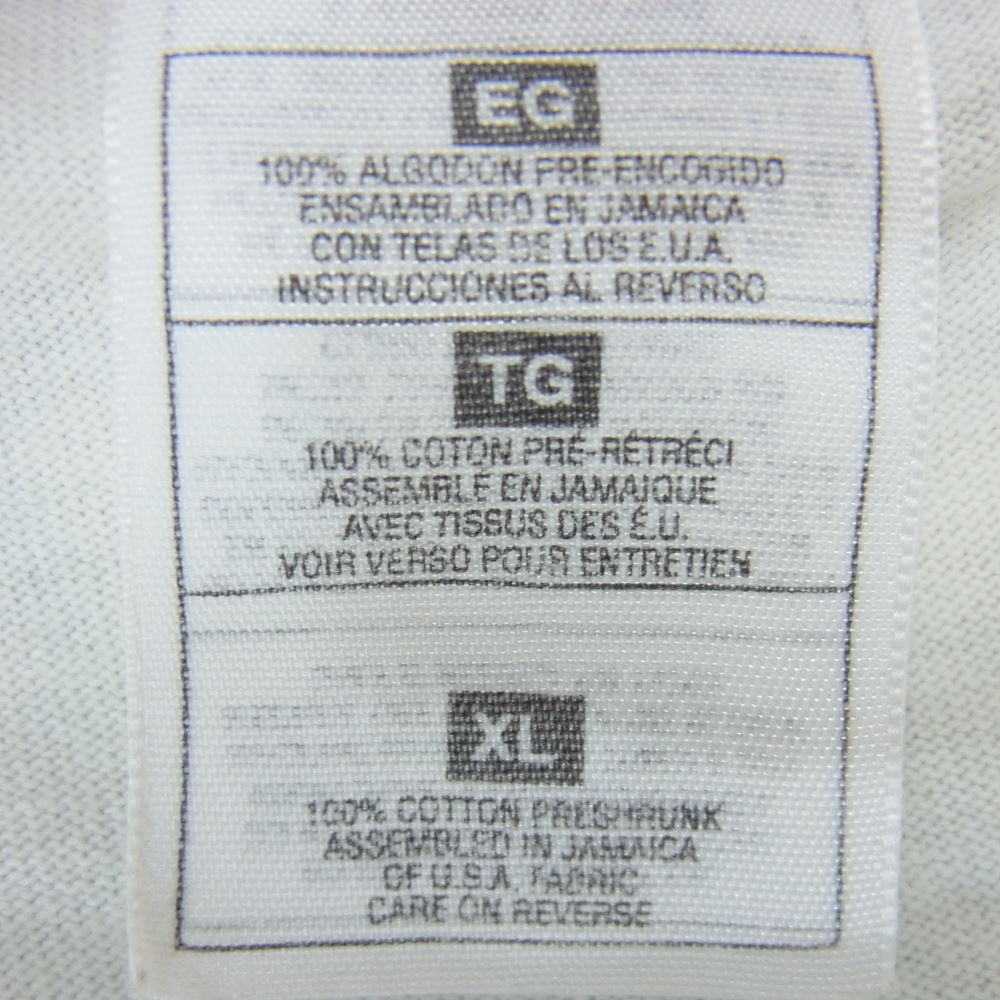 EG
100% ALGODON PRE-ENCOGIDO
ENSAMBLADO EN JAMAICA
CON TELAS DE LOS E.U.A.
INSTRUCCIONES AL REVERSO
TG
100% COTON PRÉ-RÉTRÉCI
ASSEMBLÉ EN JAMAIQUE
AVEC TISSUS DES É.U.
VOIR VERSO POUR ENTRETIEN
XL
100% COTTON PRESHRUNK
ASSEMBLED IN JAMAICA
OF U.S.A. FABRIC
CARE ON REVERSE